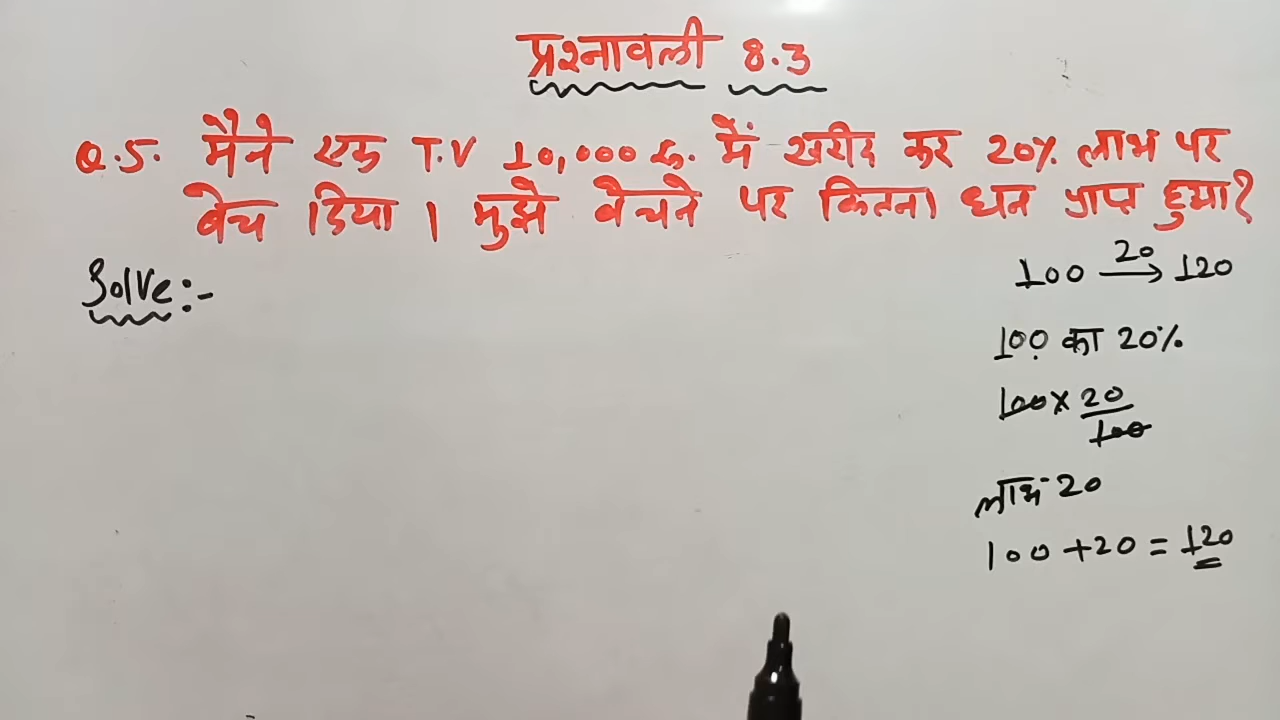 प्रश्नावली 8.3
Q.5. मैने एक T.V 10,000 रु. में खरीद कर 20% लाभ पर
बेच दिया। मुझे बेचने पर कितना धन प्राप्त हुआ?
Solve:-
100 20→ 120
100 का 20%
100 × 20/100
लाभ 20
100 + 20 = 120